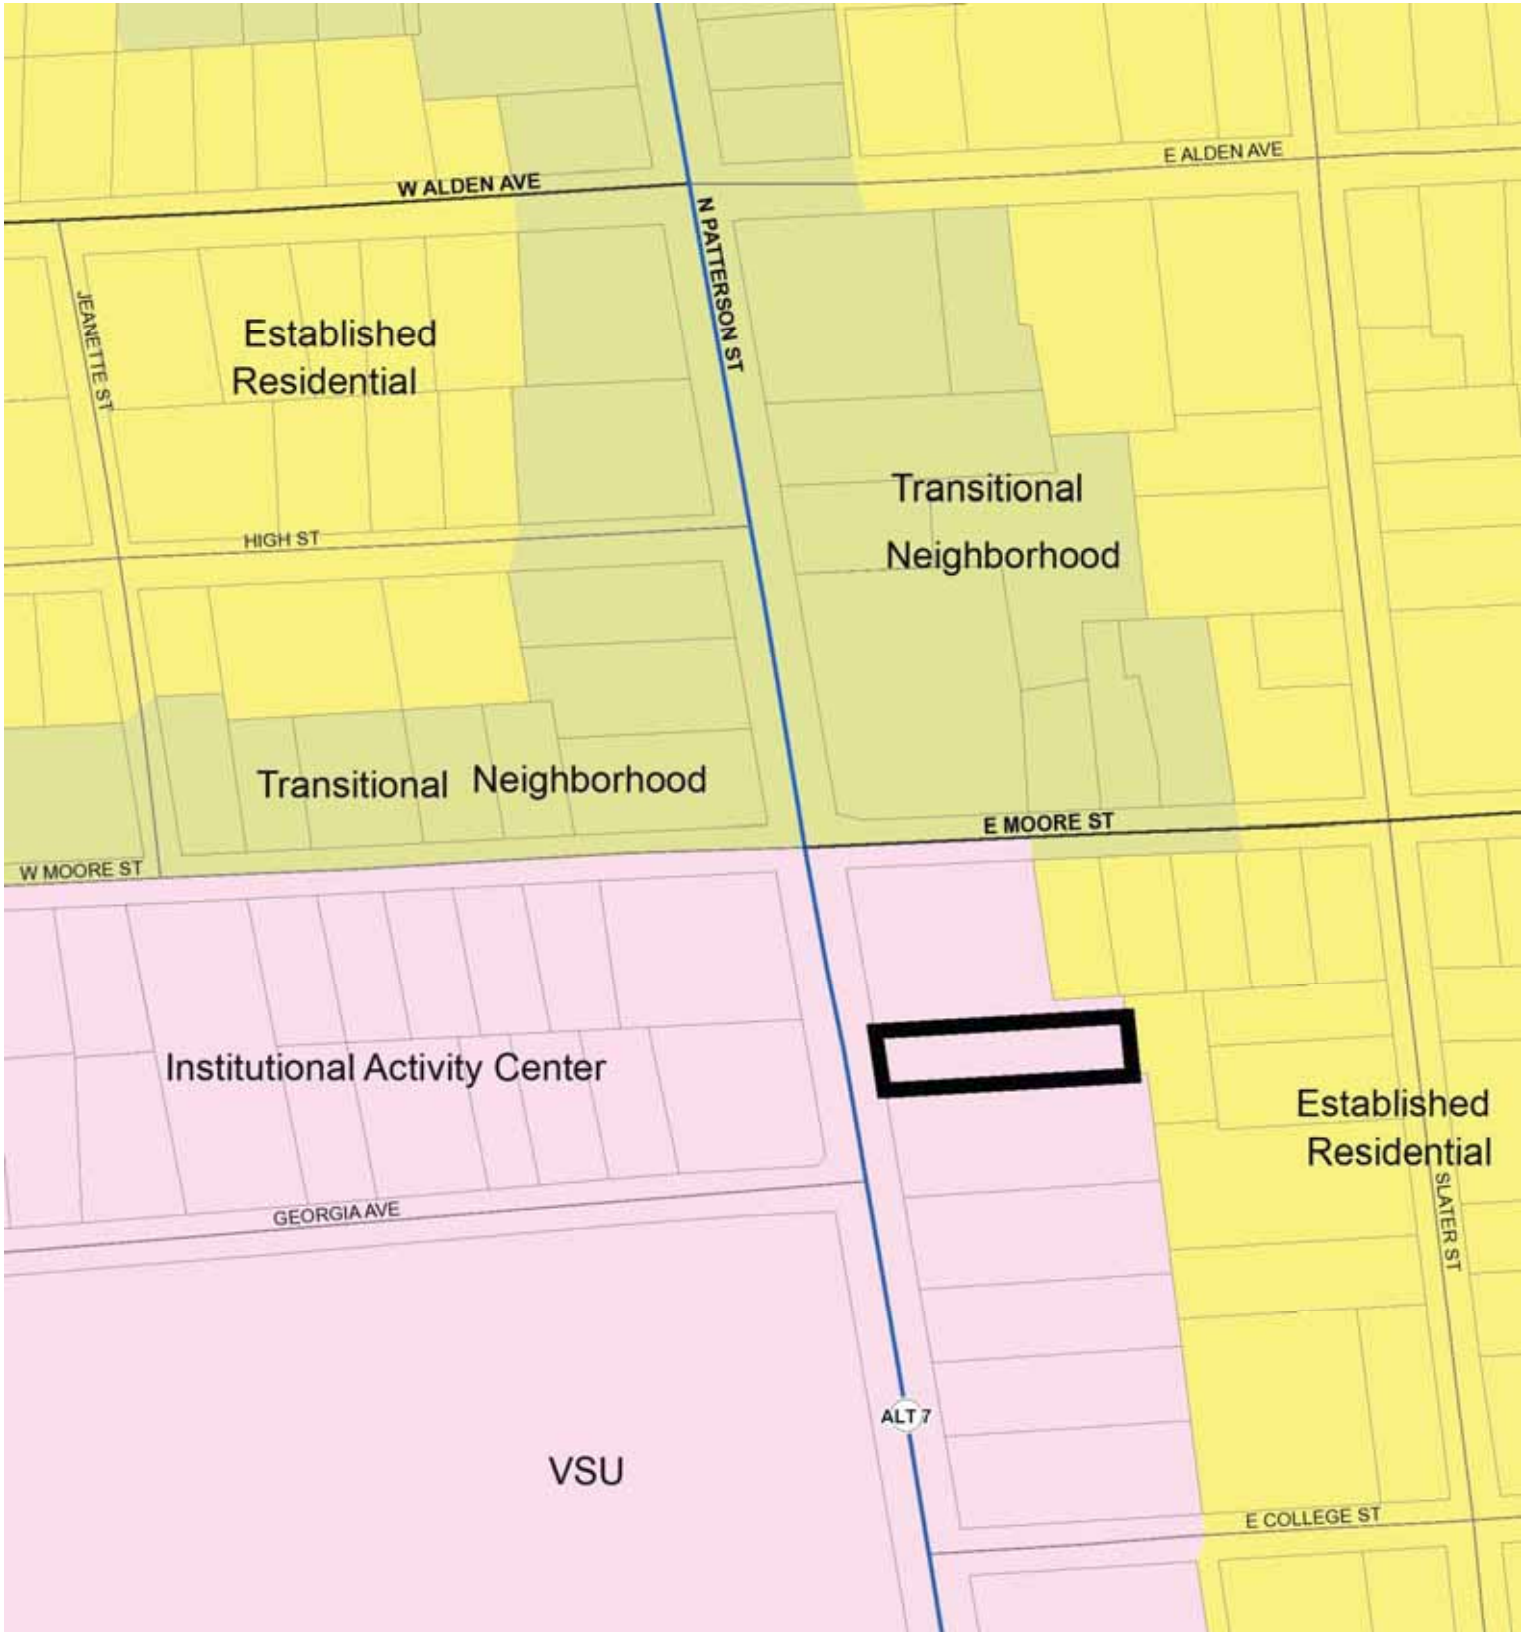 E ALDEN AVE
W ALDEN AVE
N PATTERSON ST
JEANETTE ST
Established
Residential
Transitional
Neighborhood
HIGH ST
Transitional Neighborhood
E MOORE ST
W MOORE ST
Institutional Activity Center
Established
Residential
SLATER ST
GEORGIA AVE
ALT 7
VSU
E COLLEGE ST